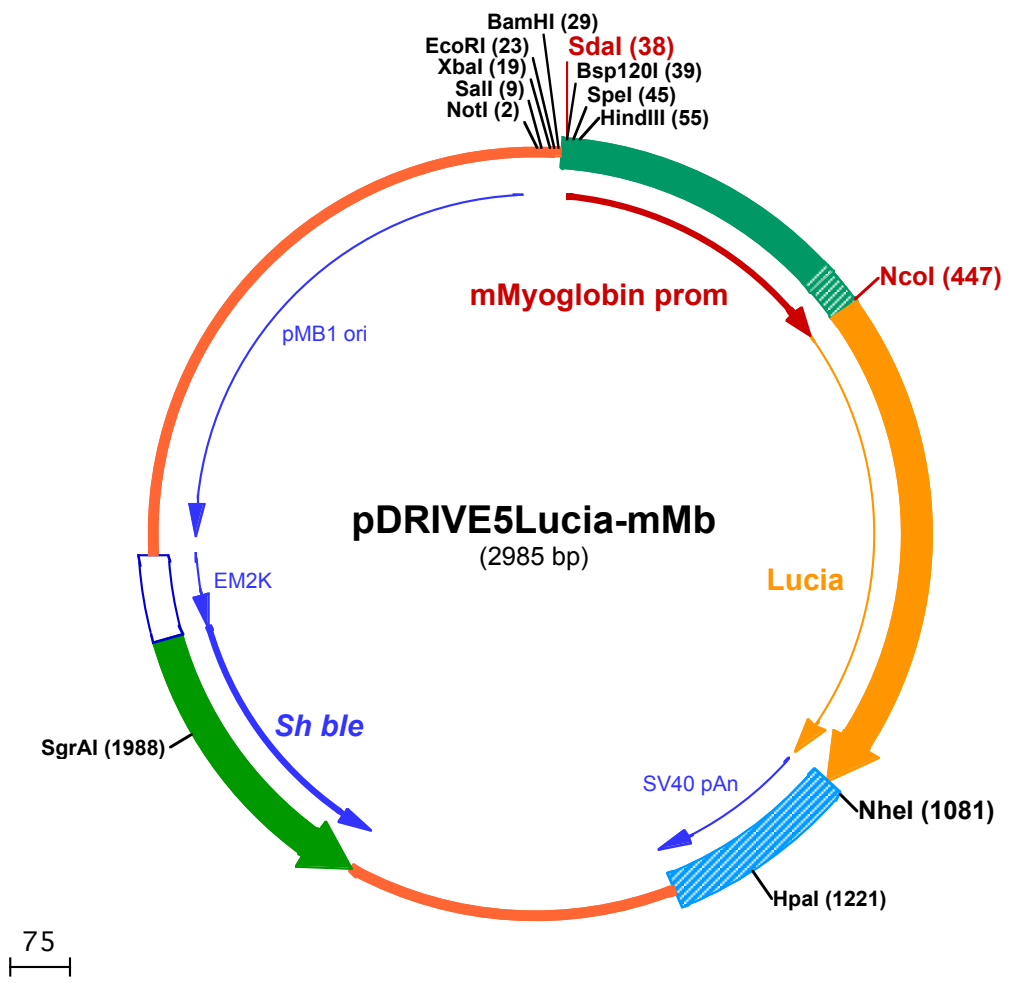 BamHI (29)
EcoRI (23)
SdaI (38)
XbaI (19)
Bsp120I (39)
SalI (9)
SpeI (45)
NotI (2)
HindIII (55)
NcoI (447)
mMyoglobin prom
pMB1 ori
pDRIVE5Lucia-mMb
(2985 bp)
EM2K
Lucia
Sh ble
SgrAI (1988)
SV40 pAn
NheI (1081)
HpaI (1221)
75